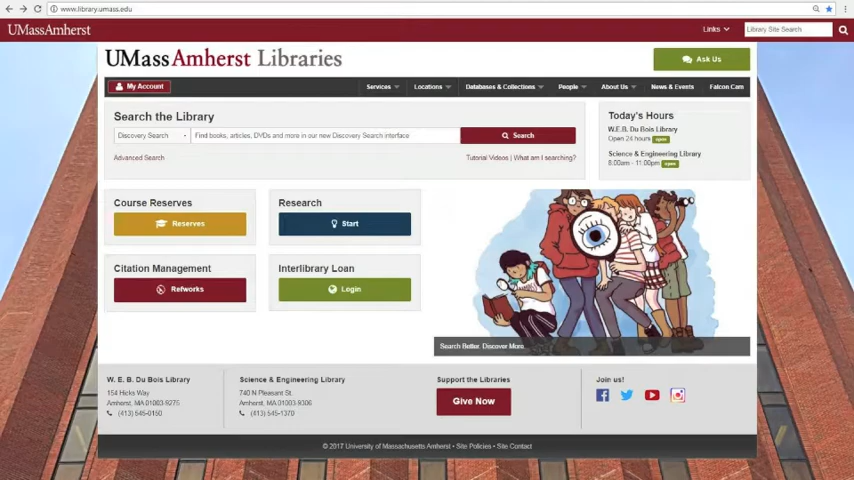 www.library.umass.edu
UMassAmherst
Links
Library Site Search
UMassAmherst Libraries
Ask Us
My Account
Services
Locations
Databases & Collections
People
About Us
News & Events
Falcon Cam
Search the Library
Discovery Search
Find books, articles, DVDs and more in our new Discovery Search interface
Search
Advanced Search
Tutorial Videos | What am I searching?
Today's Hours
W.E.B. Du Bois Library
Open 24 hours open
Science & Engineering Library
8:00am - 11:00pm open
Course Reserves
Reserves
Research
Start
Citation Management
Refworks
Interlibrary Loan
Login
Search Better. Discover More.
W. E. B. Du Bois Library
154 Hicks Way
Amherst, MA 01003-9275
(413) 545-0150
Science & Engineering Library
740 N Pleasant St.
Amherst, MA 01003-9306
(413) 545-1370
Support the Libraries
Give Now
Join us!
© 2017 University of Massachusetts Amherst • Site Policies • Site Contact